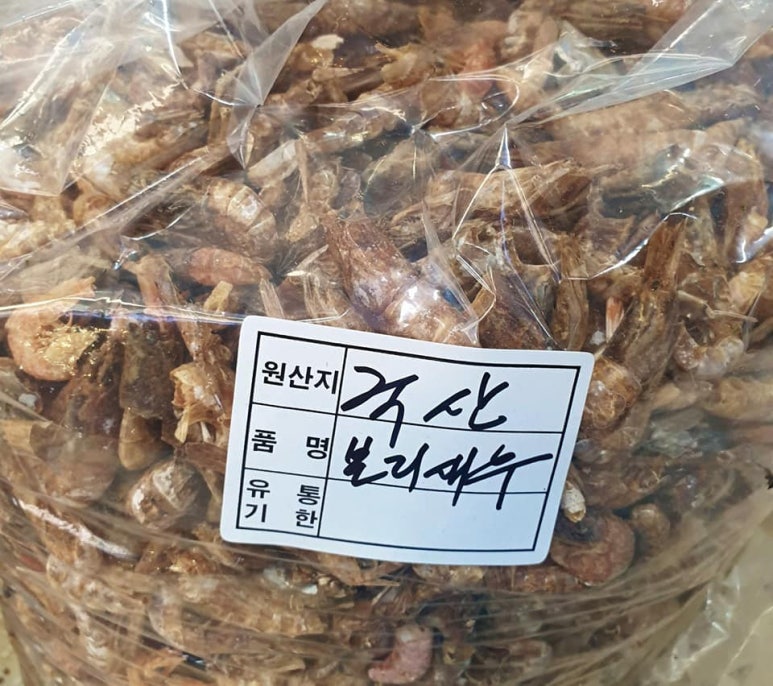 원산지 국산
품명 보리새우
유통
기한